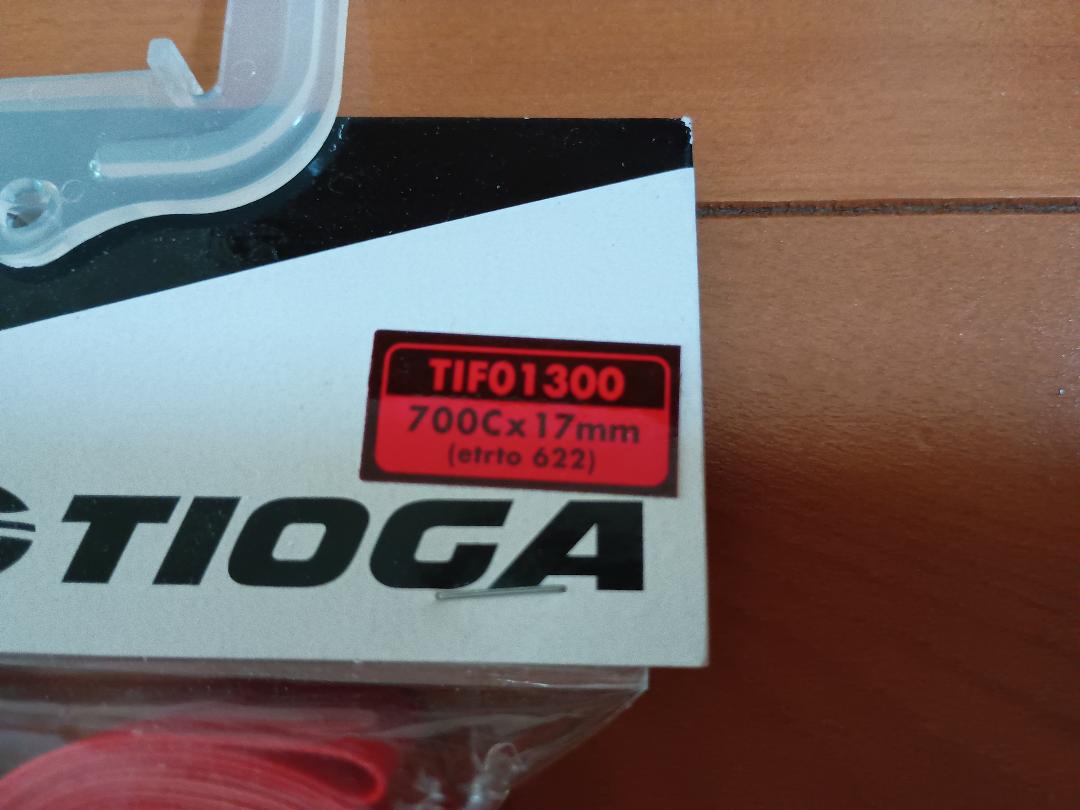 TIF01300
700Cx17mm
(etrto 622)
TIOGA